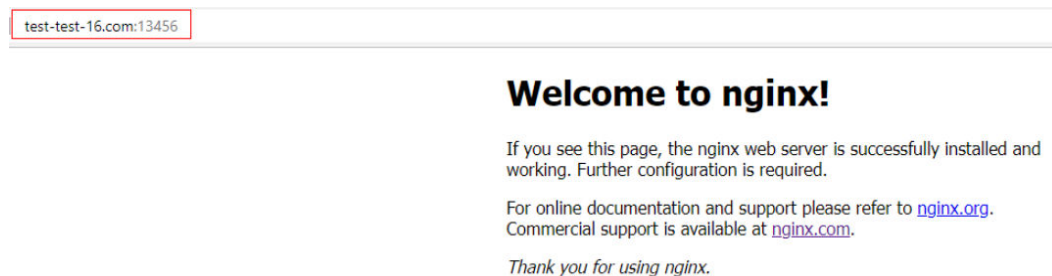 test-test-16.com:13456
Welcome to nginx!
If you see this page, the nginx web server is successfully installed and
working. Further configuration is required.
For online documentation and support please refer to nginx.org.
Commercial support is available at nginx.com.
Thank you for using nginx.